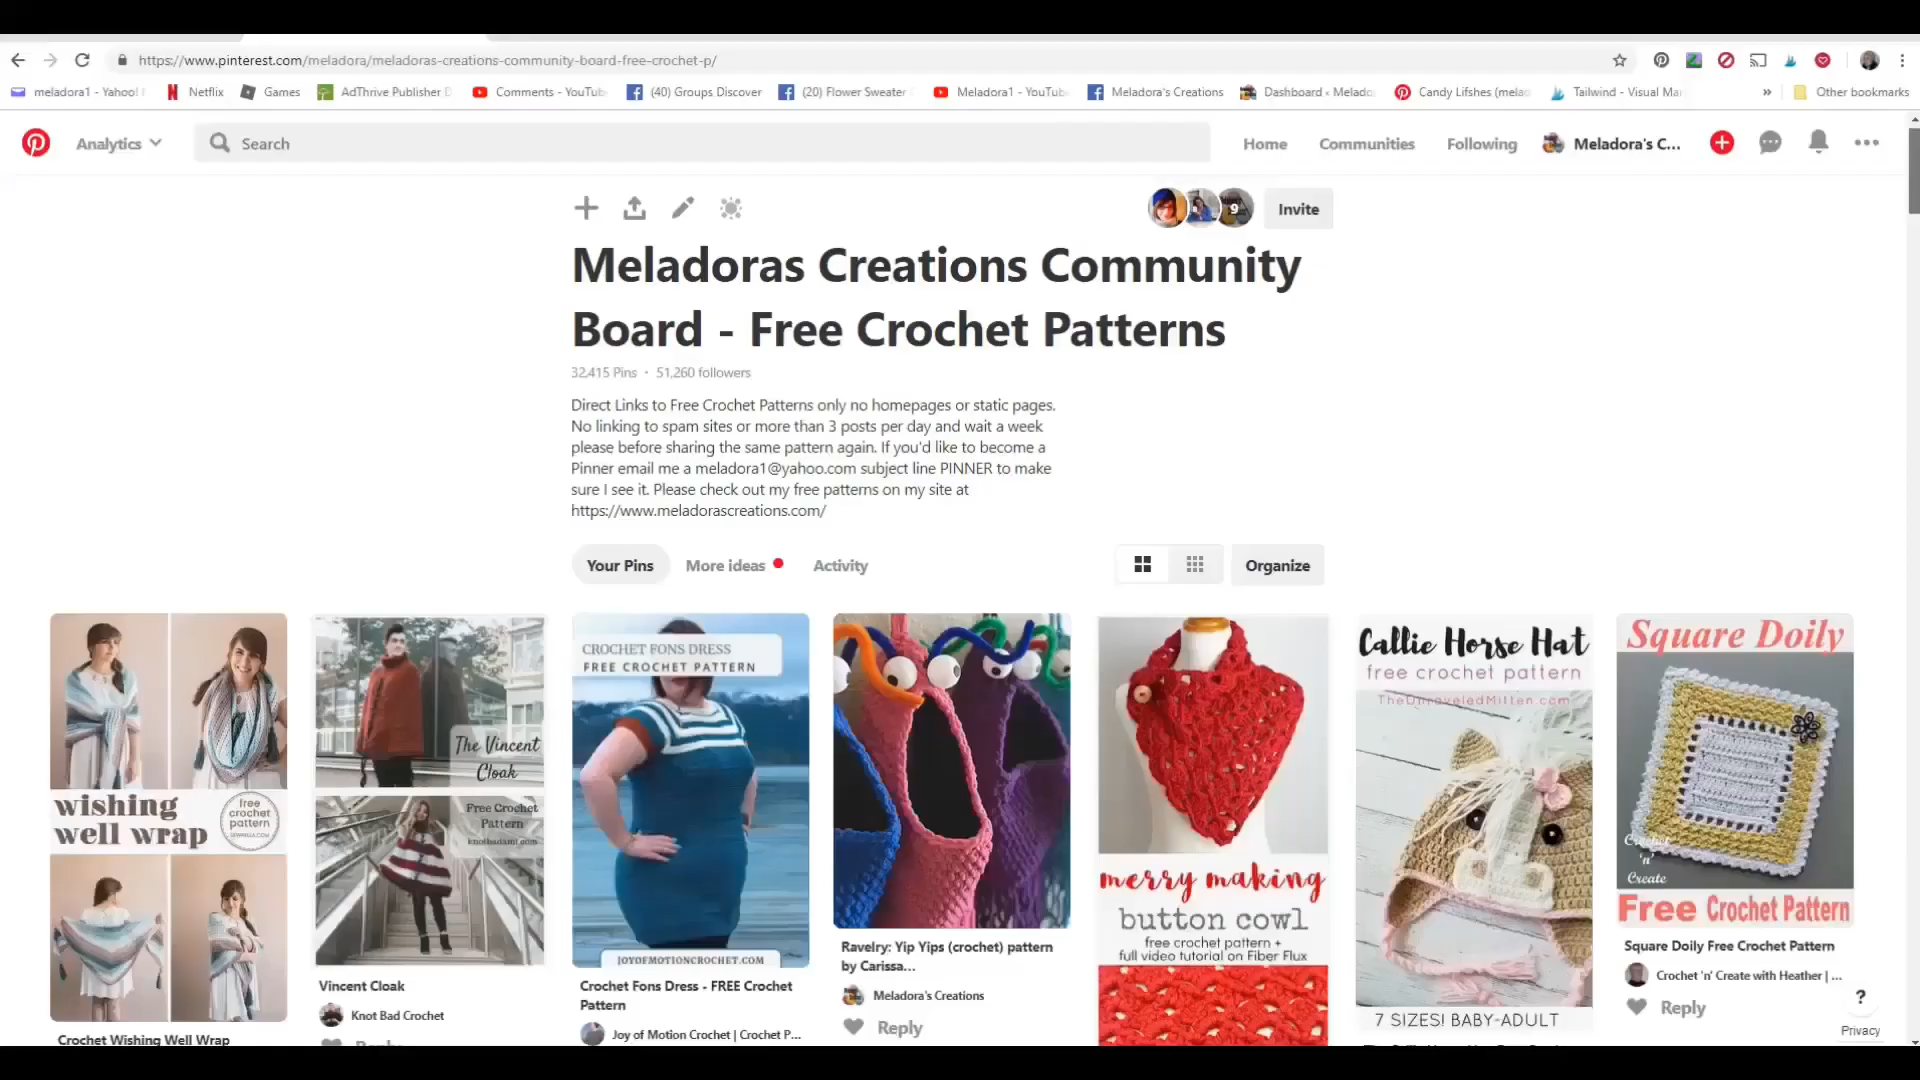 https://www.pinterest.com/meladora/meladoras-creations-community-board-free-crochet-p/
meladora1 - Yahoo!
Netflix
Games
AdThrive Publisher D
Comments - YouTub
(40) Groups Discover
(20) Flower Sweater
Meladora1 - YouTub
Meladora's Creations
Dashboard ‹ Melado
Candy Lifshes (melad
Tailwind - Visual Ma
»
Other bookmarks
Analytics
Search
Home
Communities
Following
Meladora's C...
9
Invite
Meladoras Creations Community
Board - Free Crochet Patterns
32,415 Pins · 51,260 followers
Direct Links to Free Crochet Patterns only no homepages or static pages.
No linking to spam sites or more than 3 posts per day and wait a week
please before sharing the same pattern again. If you'd like to become a
Pinner email me a meladora1@yahoo.com subject line PINNER to make
sure I see it. Please check out my free patterns on my site at
https://www.meladorascreations.com/
Your Pins
More ideas
Activity
Organize
wishing
well wrap
free
crochet
pattern
Crochet Wishing Well Wrap
The Vincent
Cloak
Free Crochet
Pattern
knotbadami.com
Vincent Cloak
Knot Bad Crochet
CROCHET FONS DRESS
FREE CROCHET PATTERN
JOYOFMOTIONCROCHET.COM
Crochet Fons Dress - FREE Crochet
Pattern
Joy of Motion Crochet | Crochet P...
Ravelry: Yip Yips (crochet) pattern
by Carissa...
Meladora's Creations
Reply
merry making
button cowl
free crochet pattern +
full video tutorial on Fiber Flux
Callie Horse Hat
free crochet pattern
TheUnraveledMitten.com
7 SIZES! BABY-ADULT
Square Doily
Crochet
'n'
Create
Free Crochet Pattern
Square Doily Free Crochet Pattern
Crochet 'n' Create with Heather | ...
Reply
?
Privacy